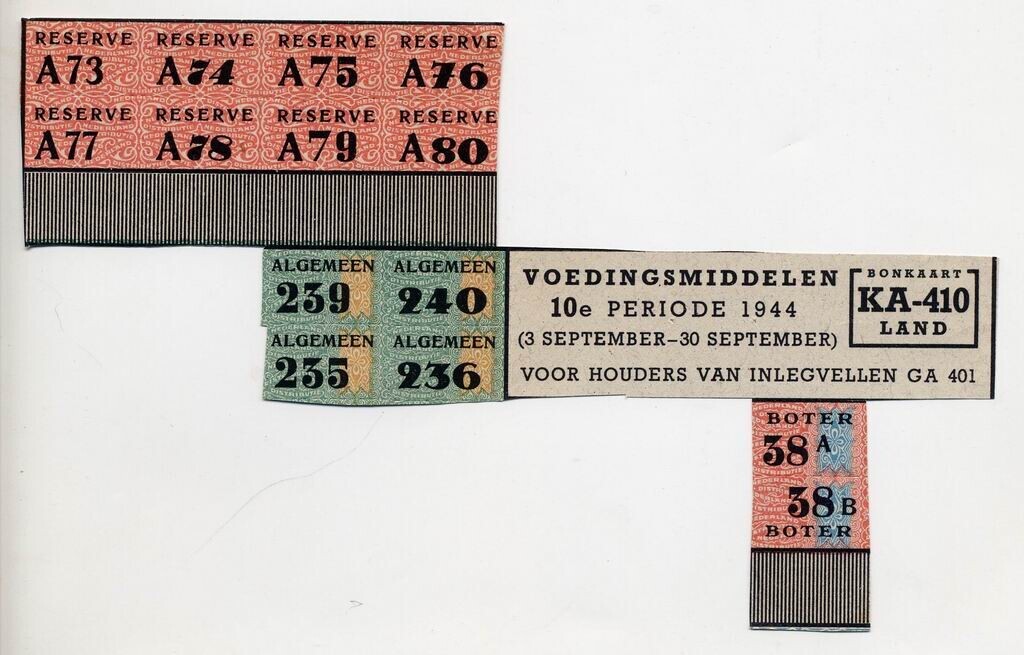 RESERVE RESERVE RESERVE RESERVE
A73 A74 A75 A76
RESERVE RESERVE RESERVE RESERVE
A77 A78 A79 A80
ALGEMEEN ALGEMEEN
239 240
ALGEMEEN ALGEMEEN
235 236
VOEDINGSMIDDELEN
10e PERIODE 1944
(3 SEPTEMBER–30 SEPTEMBER)
VOOR HOUDERS VAN INLEGVELLEN GA 401
BONKAART
KA-410
LAND
BOTER
38 A
38 B
BOTER